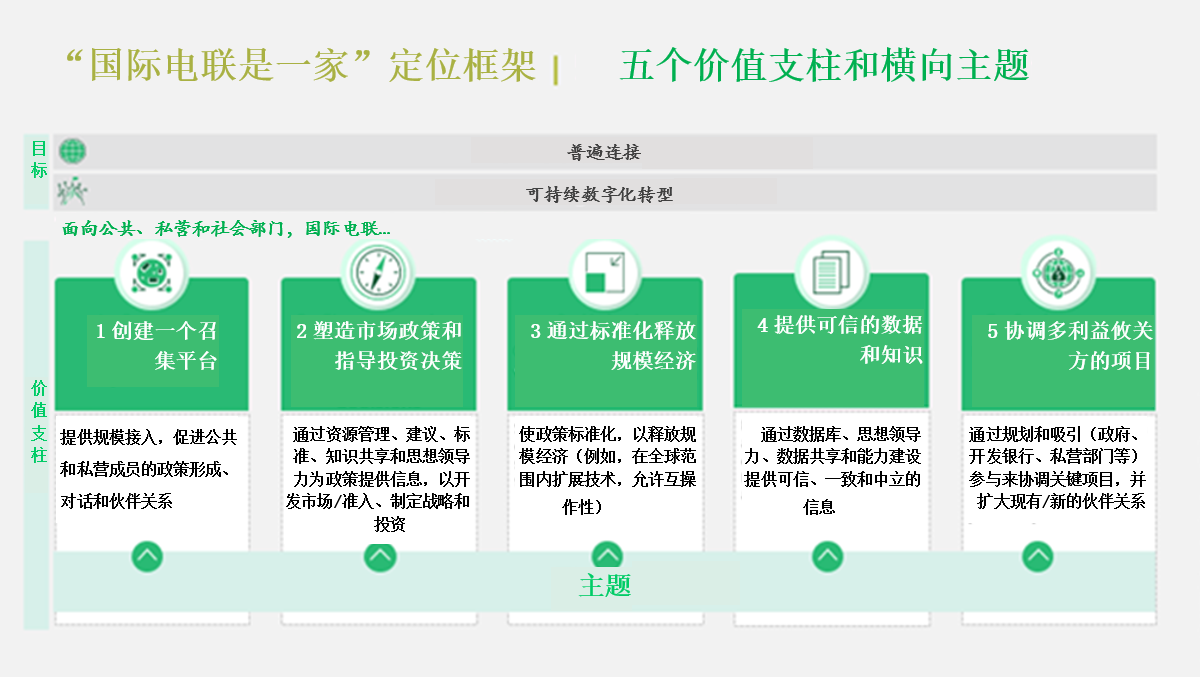 “国际电联是一家”定位框架 | 五个价值支柱和横向主题
目标
普遍连接
可持续数字化转型
面向公共、私营和社会部门，国际电联...
价值支柱
1 创建一个召
集平台
提供规模接入，促进公共
和私营成员的政策形成、
对话和伙伴关系
2 塑造市场政策和
指导投资决策
通过资源管理、建议、标
准、知识共享和思想领导
力为政策提供信息，以开
发市场/准入、制定战略和
投资
3 通过标准化释放
规模经济
使政策标准化，以释放规
模经济（例如，在全球范
围内扩展技术，允许互操
作性）
4 提供可信的数据
和知识
通过数据库、思想领导
力、数据共享和能力建设
提供可信、一致和中立的
信息
5 协调多利益攸关
方的项目
通过规划和吸引（政府、
开发银行、私营部门等）
参与来协调关键项目，并
扩大现有/新的伙伴关系
主题